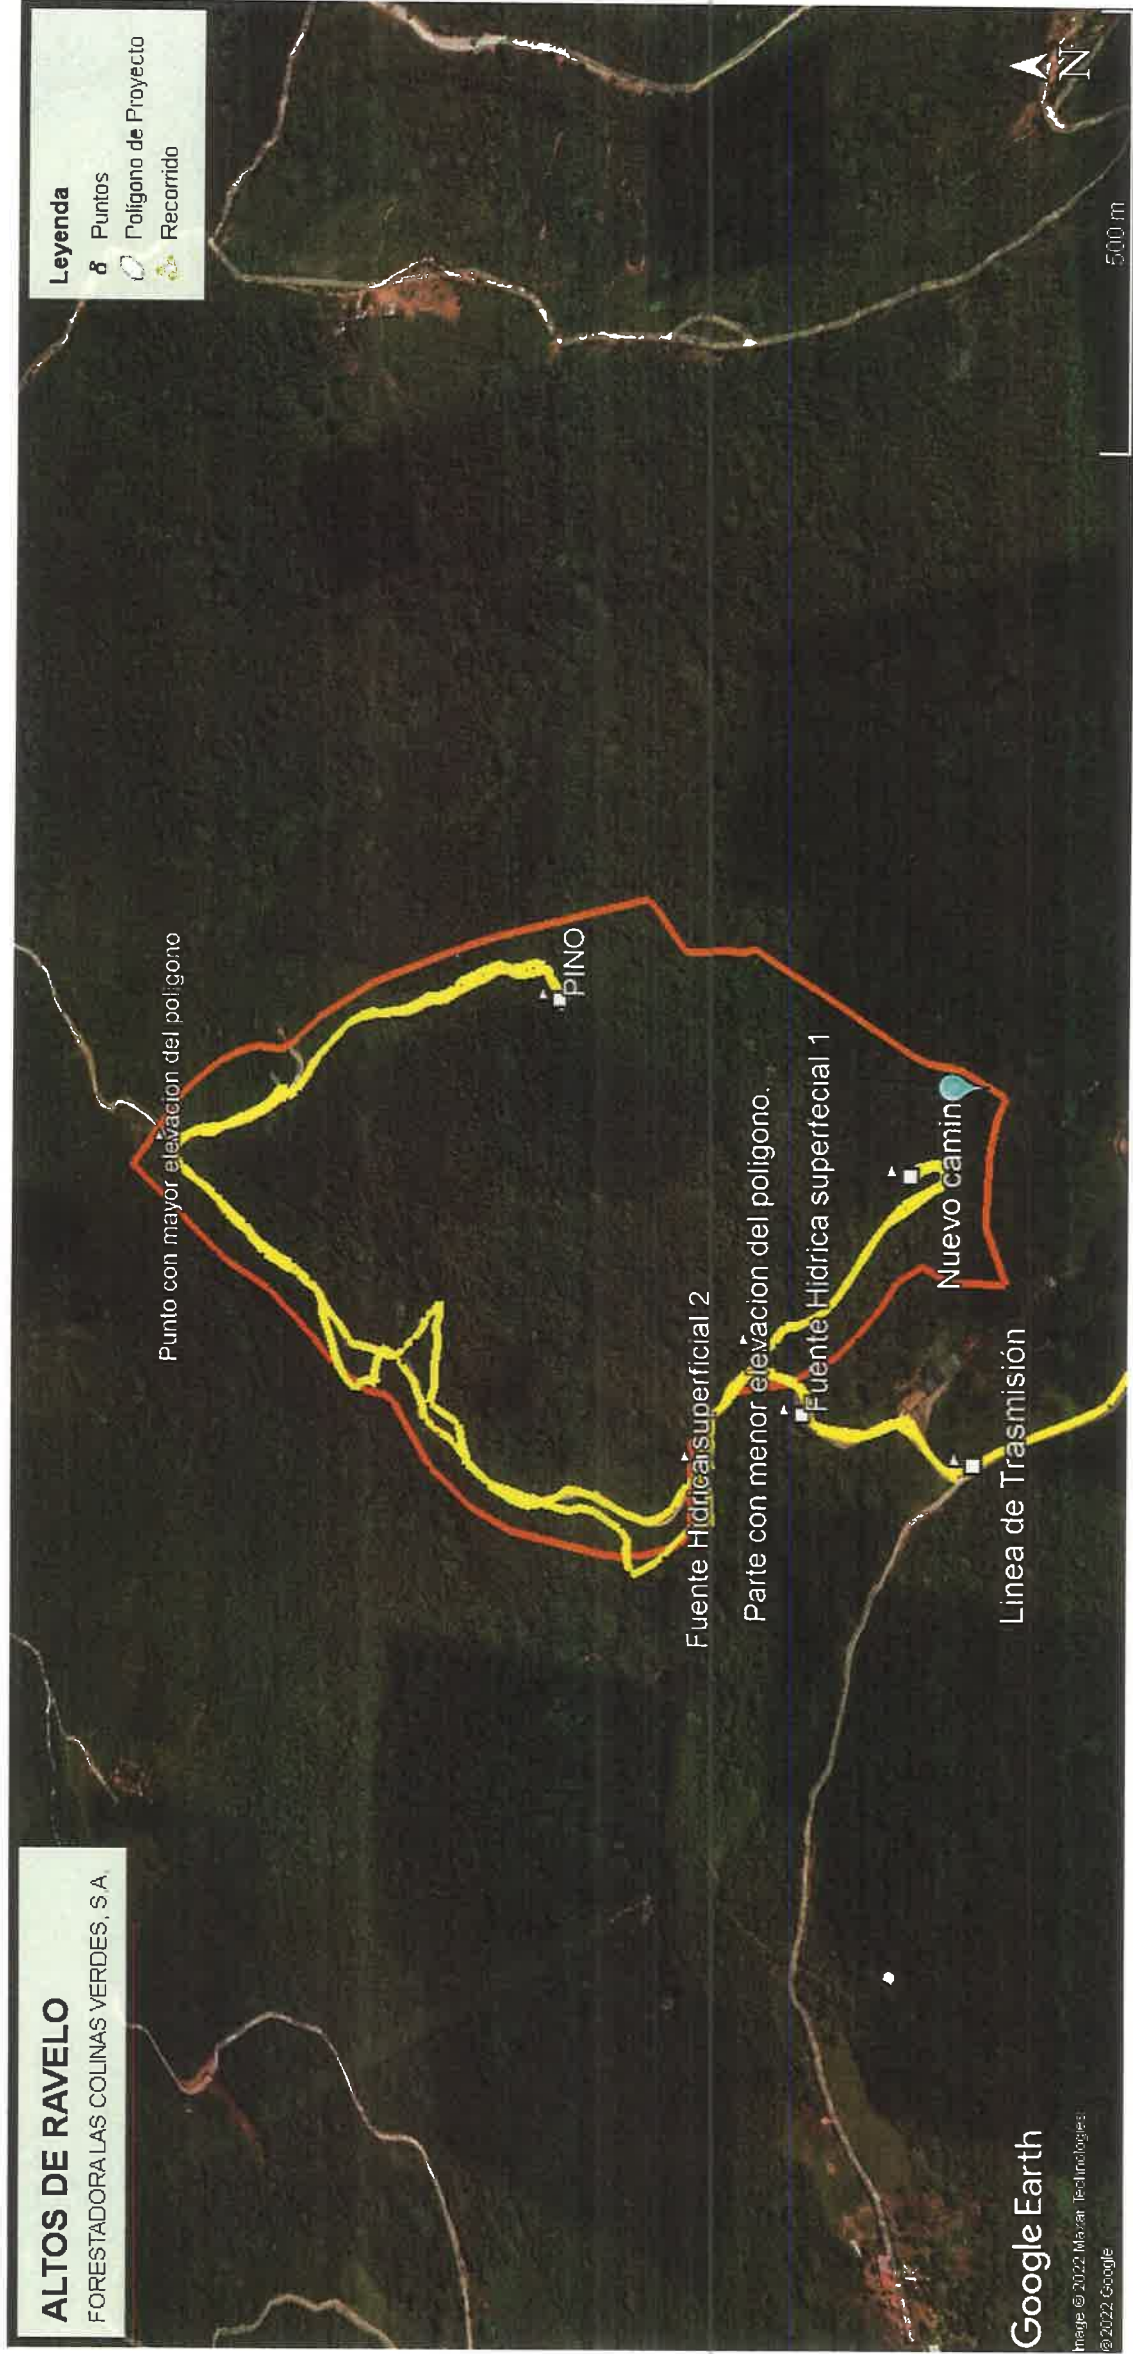 ALTOS DE RAVELO
FORESTADORA LAS COLINAS VERDES, S.A.
Leyenda
Puntos
Polígono de Proyecto
Recorrido
Punto con mayor elevacion del poligono
PINO
Fuente Hidrica superficial 2
Parte con menor elevacion del poligono.
Fuente Hidrica superfecial 1
Nuevo camin
Linea de Trasmisión
Google Earth
Image © 2022 Maxar Technologies
© 2022 Google
N
500 m